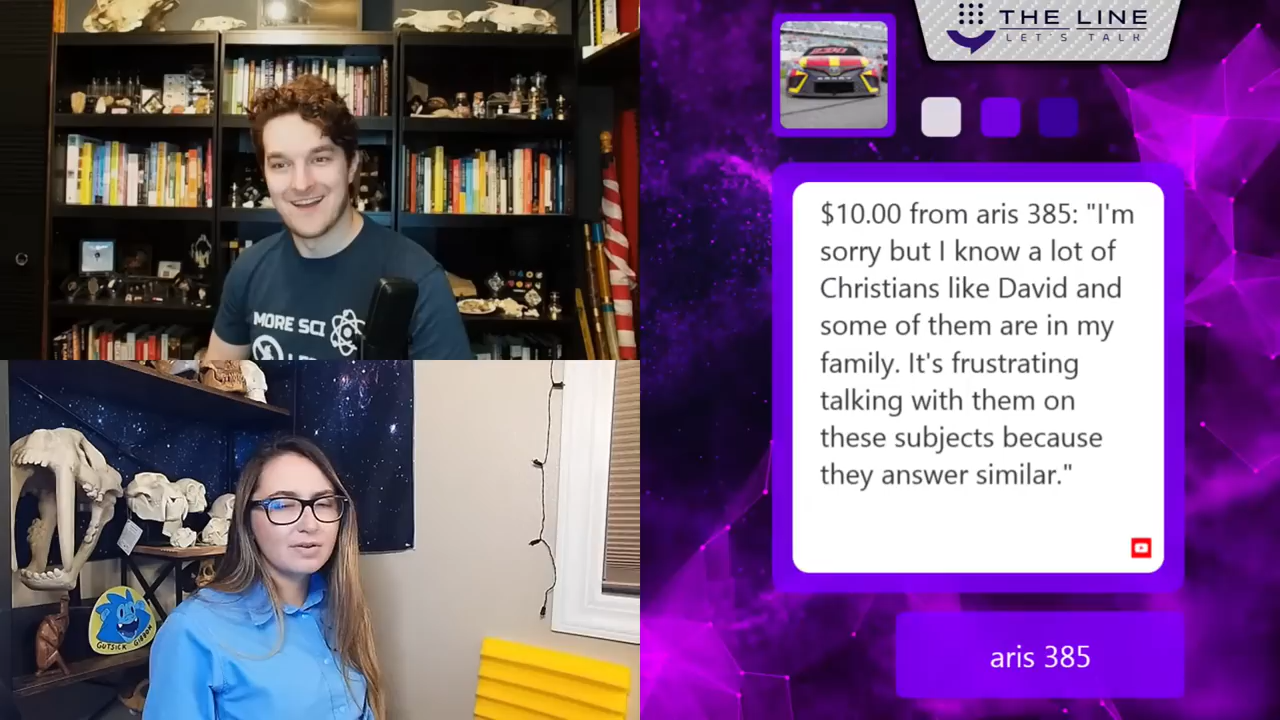 THE LINE
LET'S TALK
$10.00 from aris 385: "I'm
sorry but I know a lot of
Christians like David and
some of them are in my
family. It's frustrating
talking with them on
these subjects because
they answer similar."
aris 385
MORE SCI
GUTSICK GIBBON